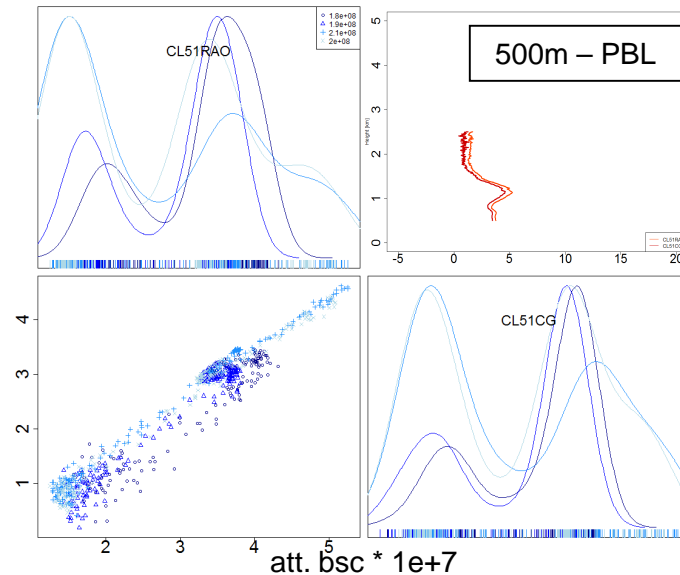 1.8e+08
1.9e+08
2.1e+08
2e+08
CL51RAO
500m – PBL
Height [km]
5
4
3
2
1
0
-5 0 5 10 15 20
4
3
2
1
2 3 4 5
CL51CG
att. bsc * 1e+7